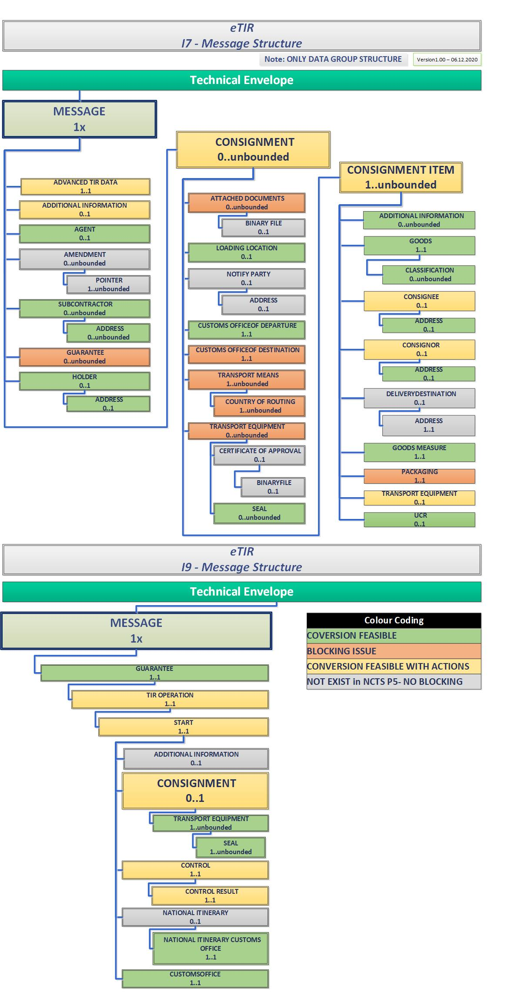 eTIR
I7 - Message Structure
Note: ONLY DATA GROUP STRUCTURE
Version1.00 – 06.12.2020
Technical Envelope
MESSAGE
1x
ADVANCED TIR DATA
1..1
ADDITIONAL INFORMATION
0..1
AGENT
0..1
AMENDMENT
0..unbounded
POINTER
1..unbounded
SUBCONTRACTOR
0..unbounded
ADDRESS
0..unbounded
GUARANTEE
0..unbounded
HOLDER
0..1
ADDRESS
0..1
CONSIGNMENT
0..unbounded
ATTACHED DOCUMENTS
0..unbounded
BINARY FILE
0..1
LOADING LOCATION
0..1
NOTIFY PARTY
0..1
ADDRESS
0..1
CUSTOMS OFFICEOF DEPARTURE
1..1
CUSTOMS OFFICEOF DESTINATION
1..1
TRANSPORT MEANS
1..unbounded
COUNTRY OF ROUTING
1..unbounded
TRANSPORT EQUIPMENT
0..unbounded
CERTIFICATE OF APPROVAL
0..1
BINARYFILE
0..1
SEAL
0..unbounded
CONSIGNMENT ITEM
1..unbounded
ADDITIONAL INFORMATION
0..unbounded
GOODS
1..1
CLASSIFICATION
0..unbounded
CONSIGNEE
0..1
ADDRESS
0..1
CONSIGNOR
0..1
ADDRESS
0..1
DELIVERYDESTINATION
0..1
ADDRESS
1..1
GOODS MEASURE
1..1
PACKAGING
1..1
TRANSPORT EQUIPMENT
0..1
UCR
0..1
eTIR
I9 - Message Structure
Technical Envelope
MESSAGE
1x
GUARANTEE
1..1
TIR OPERATION
1..1
START
1..1
ADDITIONAL INFORMATION
0..1
CONSIGNMENT
0..1
TRANSPORT EQUIPMENT
1..unbounded
SEAL
1..unbounded
CONTROL
1..1
CONTROL RESULT
1..1
NATIONAL ITINERARY
0..1
NATIONAL ITINERARY CUSTOMS
OFFICE
1..1
CUSTOMSOFFICE
1..1
Colour Coding
COVERSION FEASIBLE
BLOCKING ISSUE
CONVERSION FEASIBLE WITH ACTIONS
NOT EXIST in NCTS P5- NO BLOCKING